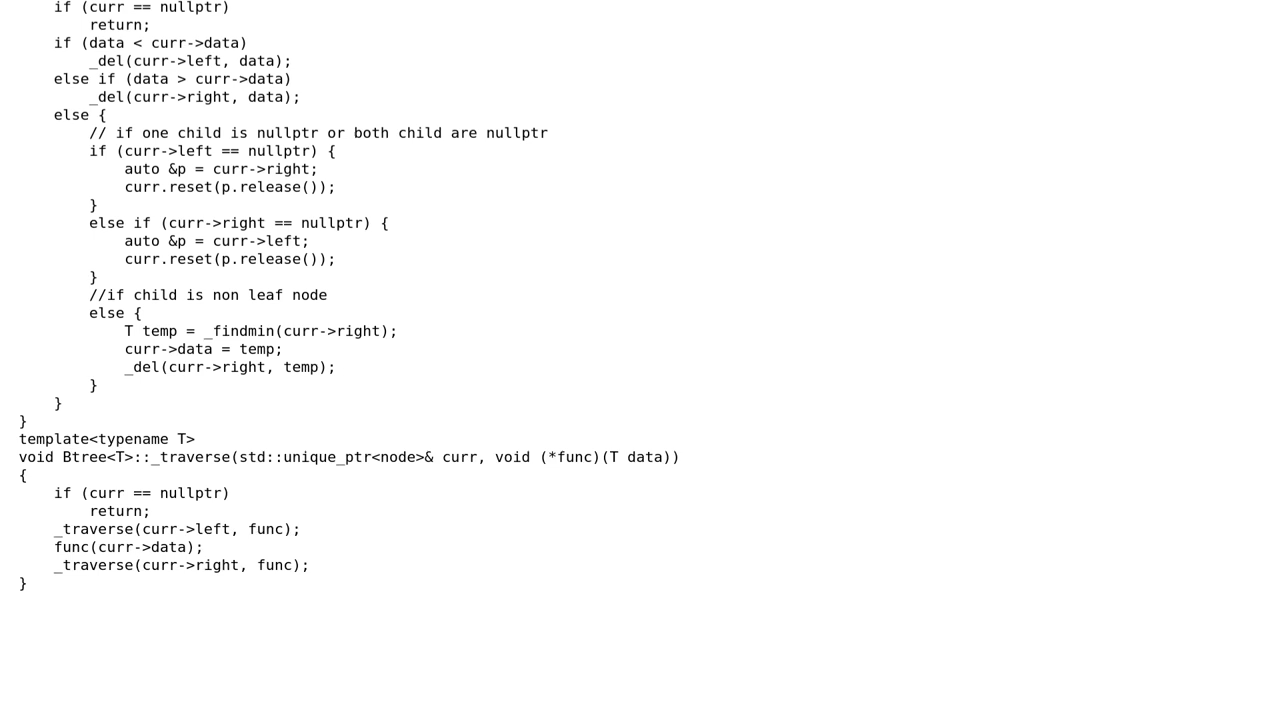 if (curr == nullptr)
        return;
    if (data < curr->data)
        _del(curr->left, data);
    else if (data > curr->data)
        _del(curr->right, data);
    else {
        // if one child is nullptr or both child are nullptr
        if (curr->left == nullptr) {
            auto &p = curr->right;
            curr.reset(p.release());
        }
        else if (curr->right == nullptr) {
            auto &p = curr->left;
            curr.reset(p.release());
        }
        //if child is non leaf node
        else {
            T temp = _findmin(curr->right);
            curr->data = temp;
            _del(curr->right, temp);
        }
    }
}
template<typename T>
void Btree<T>::_traverse(std::unique_ptr<node>& curr, void (*func)(T data))
{
    if (curr == nullptr)
        return;
    _traverse(curr->left, func);
    func(curr->data);
    _traverse(curr->right, func);
}